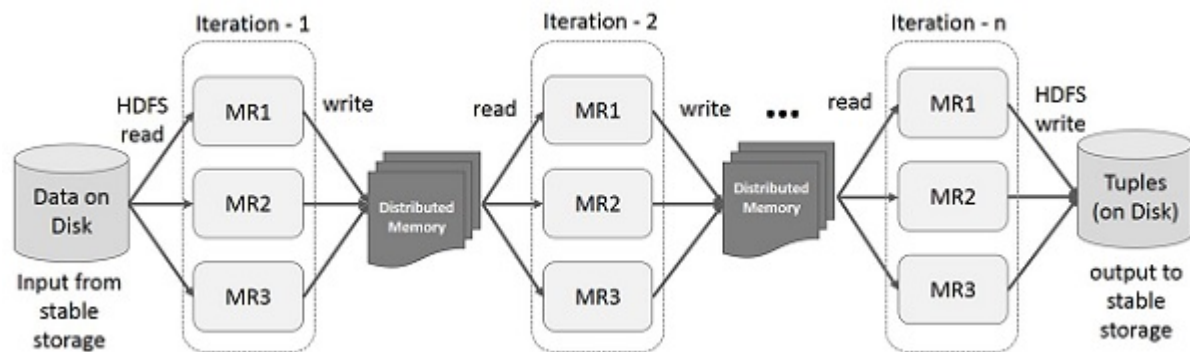 Iteration - 1
Iteration - 2
Iteration - n
HDFS
read
MR1
write
read
MR1
write
...
read
MR1
HDFS
write
Data on
Disk
MR2
Distributed
Memory
MR2
Distributed
Memory
MR2
Tuples
(on Disk)
Input from
stable
storage
MR3
MR3
MR3
output to
stable
storage